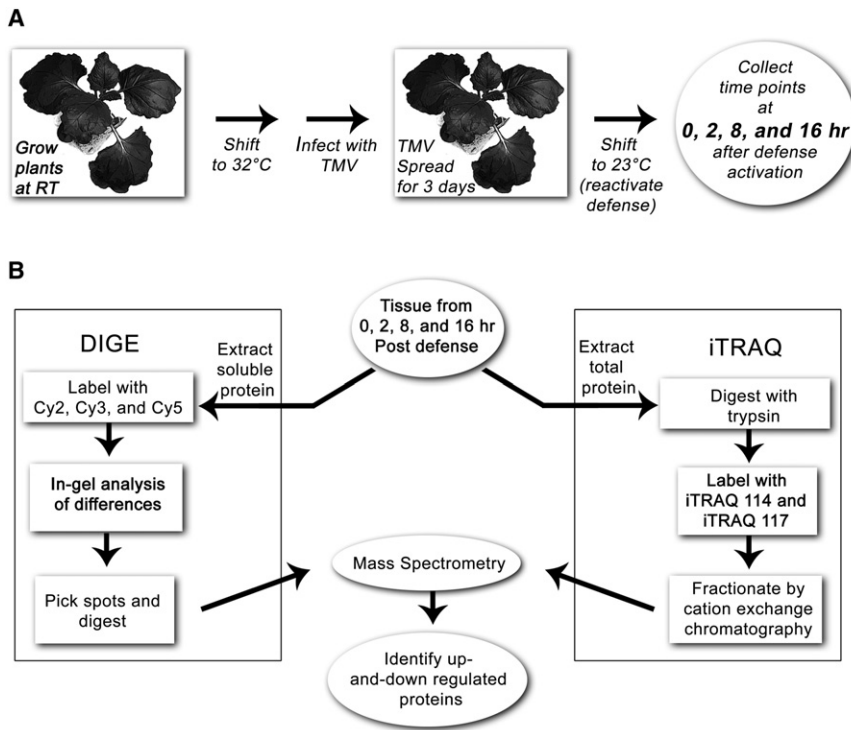 A
Grow
plants
at RT
Shift
to 32°C
Infect with
TMV
TMV
Spread
for 3 days
Shift
to 23°C
(reactivate
defense)
Collect
time points
at
0, 2, 8, and 16 hr
after defense
activation
B
Tissue from
0, 2, 8, and 16 hr
Post defense
DIGE
Extract
soluble
protein
Label with
Cy2, Cy3, and Cy5
In-gel analysis
of differences
Pick spots and
digest
iTRAQ
Extract
total
protein
Digest with
trypsin
Label with
iTRAQ 114 and
iTRAQ 117
Fractionate by
cation exchange
chromatography
Mass Spectrometry
Identify up-
and-down regulated
proteins